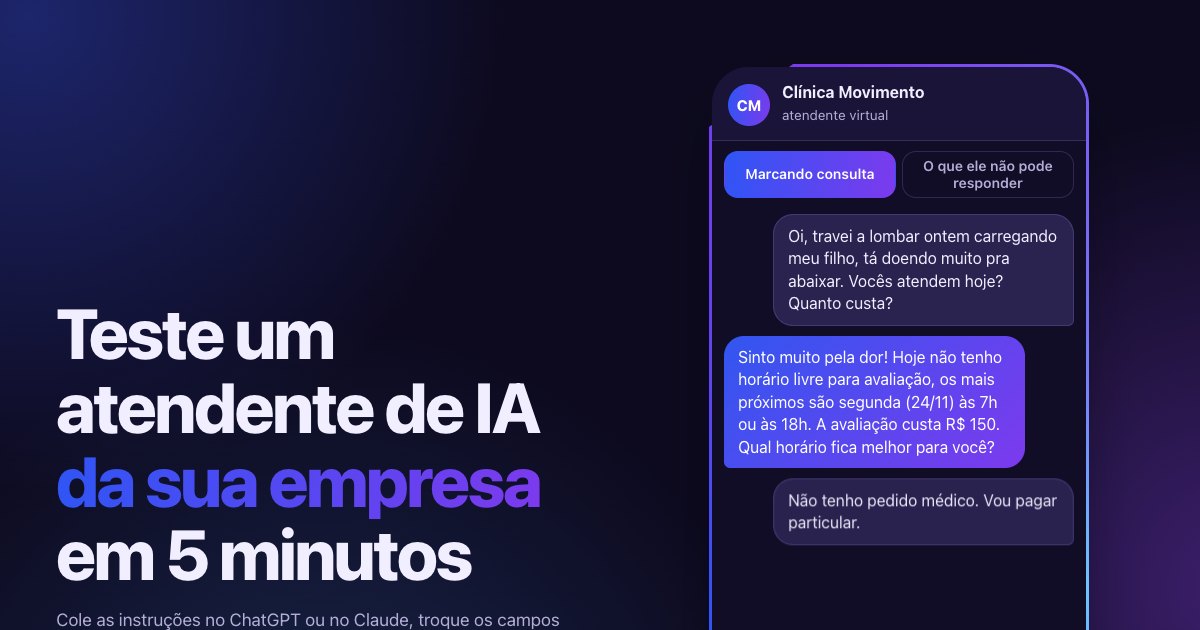 Teste um
atendente de IA
da sua empresa
em 5 minutos
Cole as instruções no ChatGPT ou no Claude, troque os campos
CM
Clínica Movimento
atendente virtual
Marcando consulta
O que ele não pode
responder
Oi, travei a lombar ontem carregando
meu filho, tá doendo muito pra
abaixar. Vocês atendem hoje?
Quanto custa?
Sinto muito pela dor! Hoje não tenho
horário livre para avaliação, os mais
próximos são segunda (24/11) às 7h
ou às 18h. A avaliação custa R$ 150.
Qual horário fica melhor para você?
Não tenho pedido médico. Vou pagar
particular.